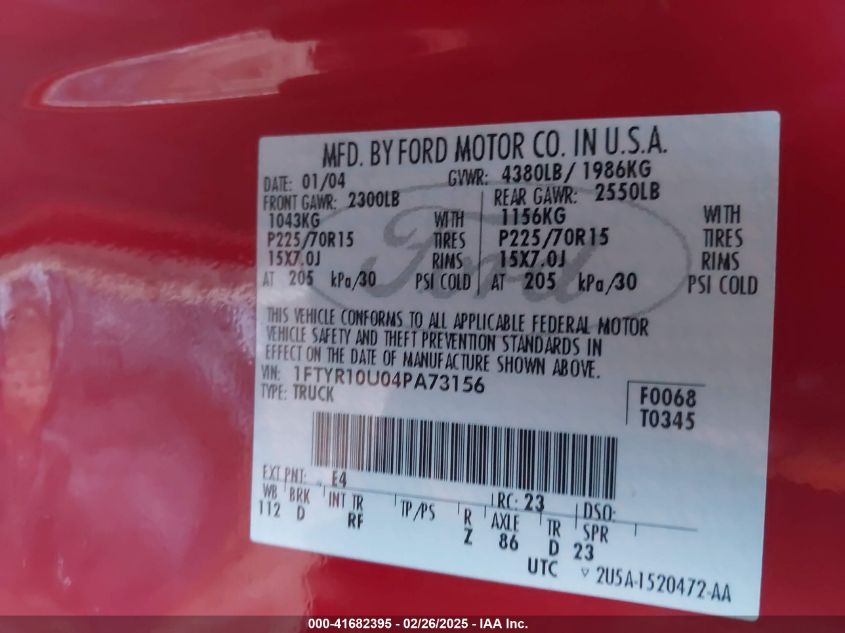 MFD. BY FORD MOTOR CO. IN U.S.A.
DATE: 01/04 GVWR: 4380LB/ 1986KG
FRONT GAWR: 2300LB REAR GAWR: 2550LB
1043KG WITH 1156KG WITH
P225/70R15 TIRES P225/70R15 TIRES
15X7.0J RIMS 15X7.0J RIMS
AT 205 kPa/30 PSI COLD AT 205 kPa/30 PSI COLD
Ford
THIS VEHICLE CONFORMS TO ALL APPLICABLE FEDERAL MOTOR
VEHICLE SAFETY AND THEFT PREVENTION STANDARDS IN
EFFECT ON THE DATE OF MANUFACTURE SHOWN ABOVE.
VIN: 1FTYR10U04PA73156
TYPE: TRUCK
F0068
T0345
EXT PNT: E4 RC: 23 DSO:
WB BRK INT TR TP/PS R AXLE TR SPR
112 D RF Z 86 D 23
UTC 2U5A-1520472-AA
000-41682395 - 02/26/2025 - IAA Inc.